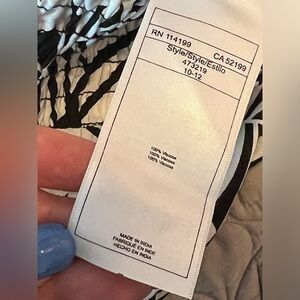 RN 114199 CA 52199
Style/Style/Estilo
473219
10-12
100% Viscose
100% Viscose
100% Viscosa
MADE IN INDIA
FABRIQUÉ EN INDE
HECHO EN INDIA